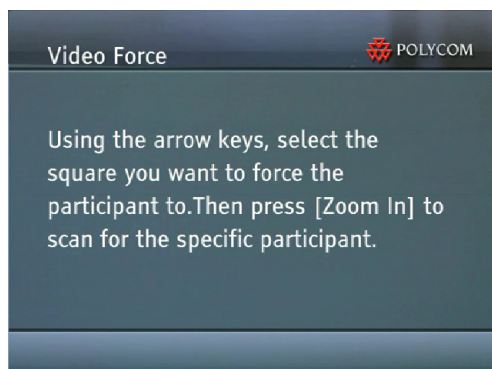 Video Force
POLYCOM
Using the arrow keys, select the
square you want to force the
participant to.Then press [Zoom In] to
scan for the specific participant.